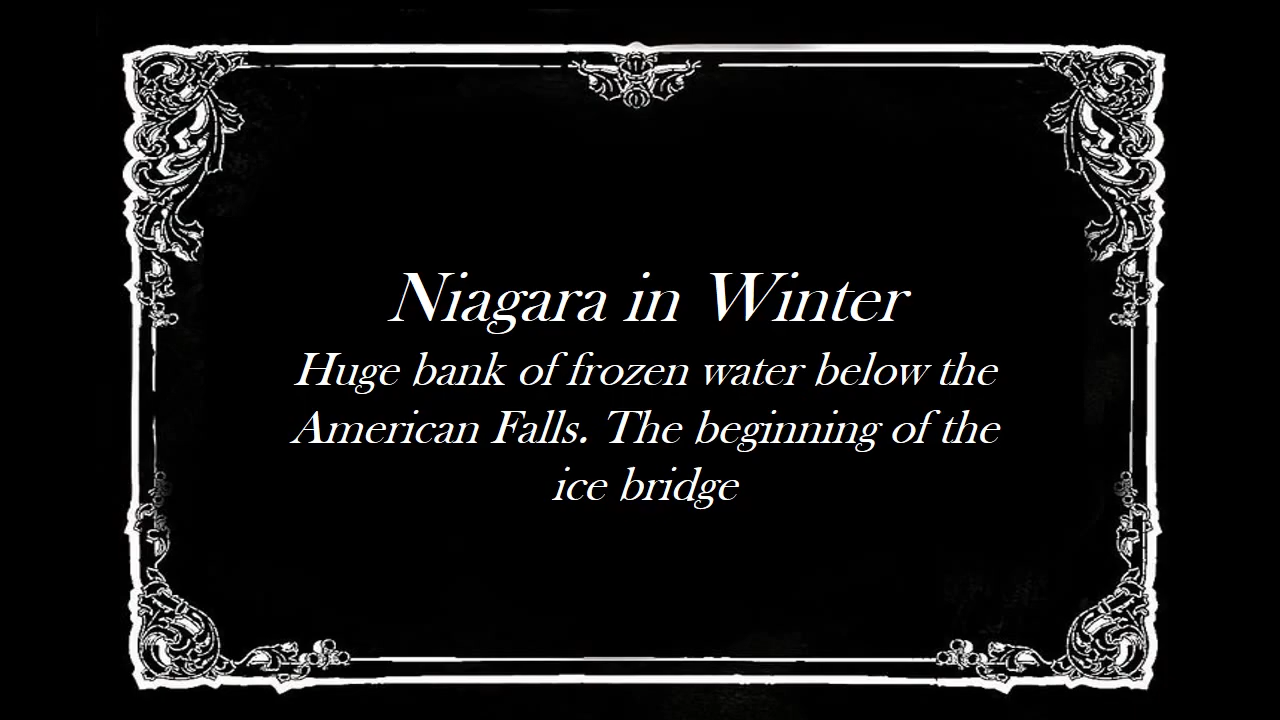 Niagara in Winter
Huge bank of frozen water below the
American Falls. The beginning of the
ice bridge